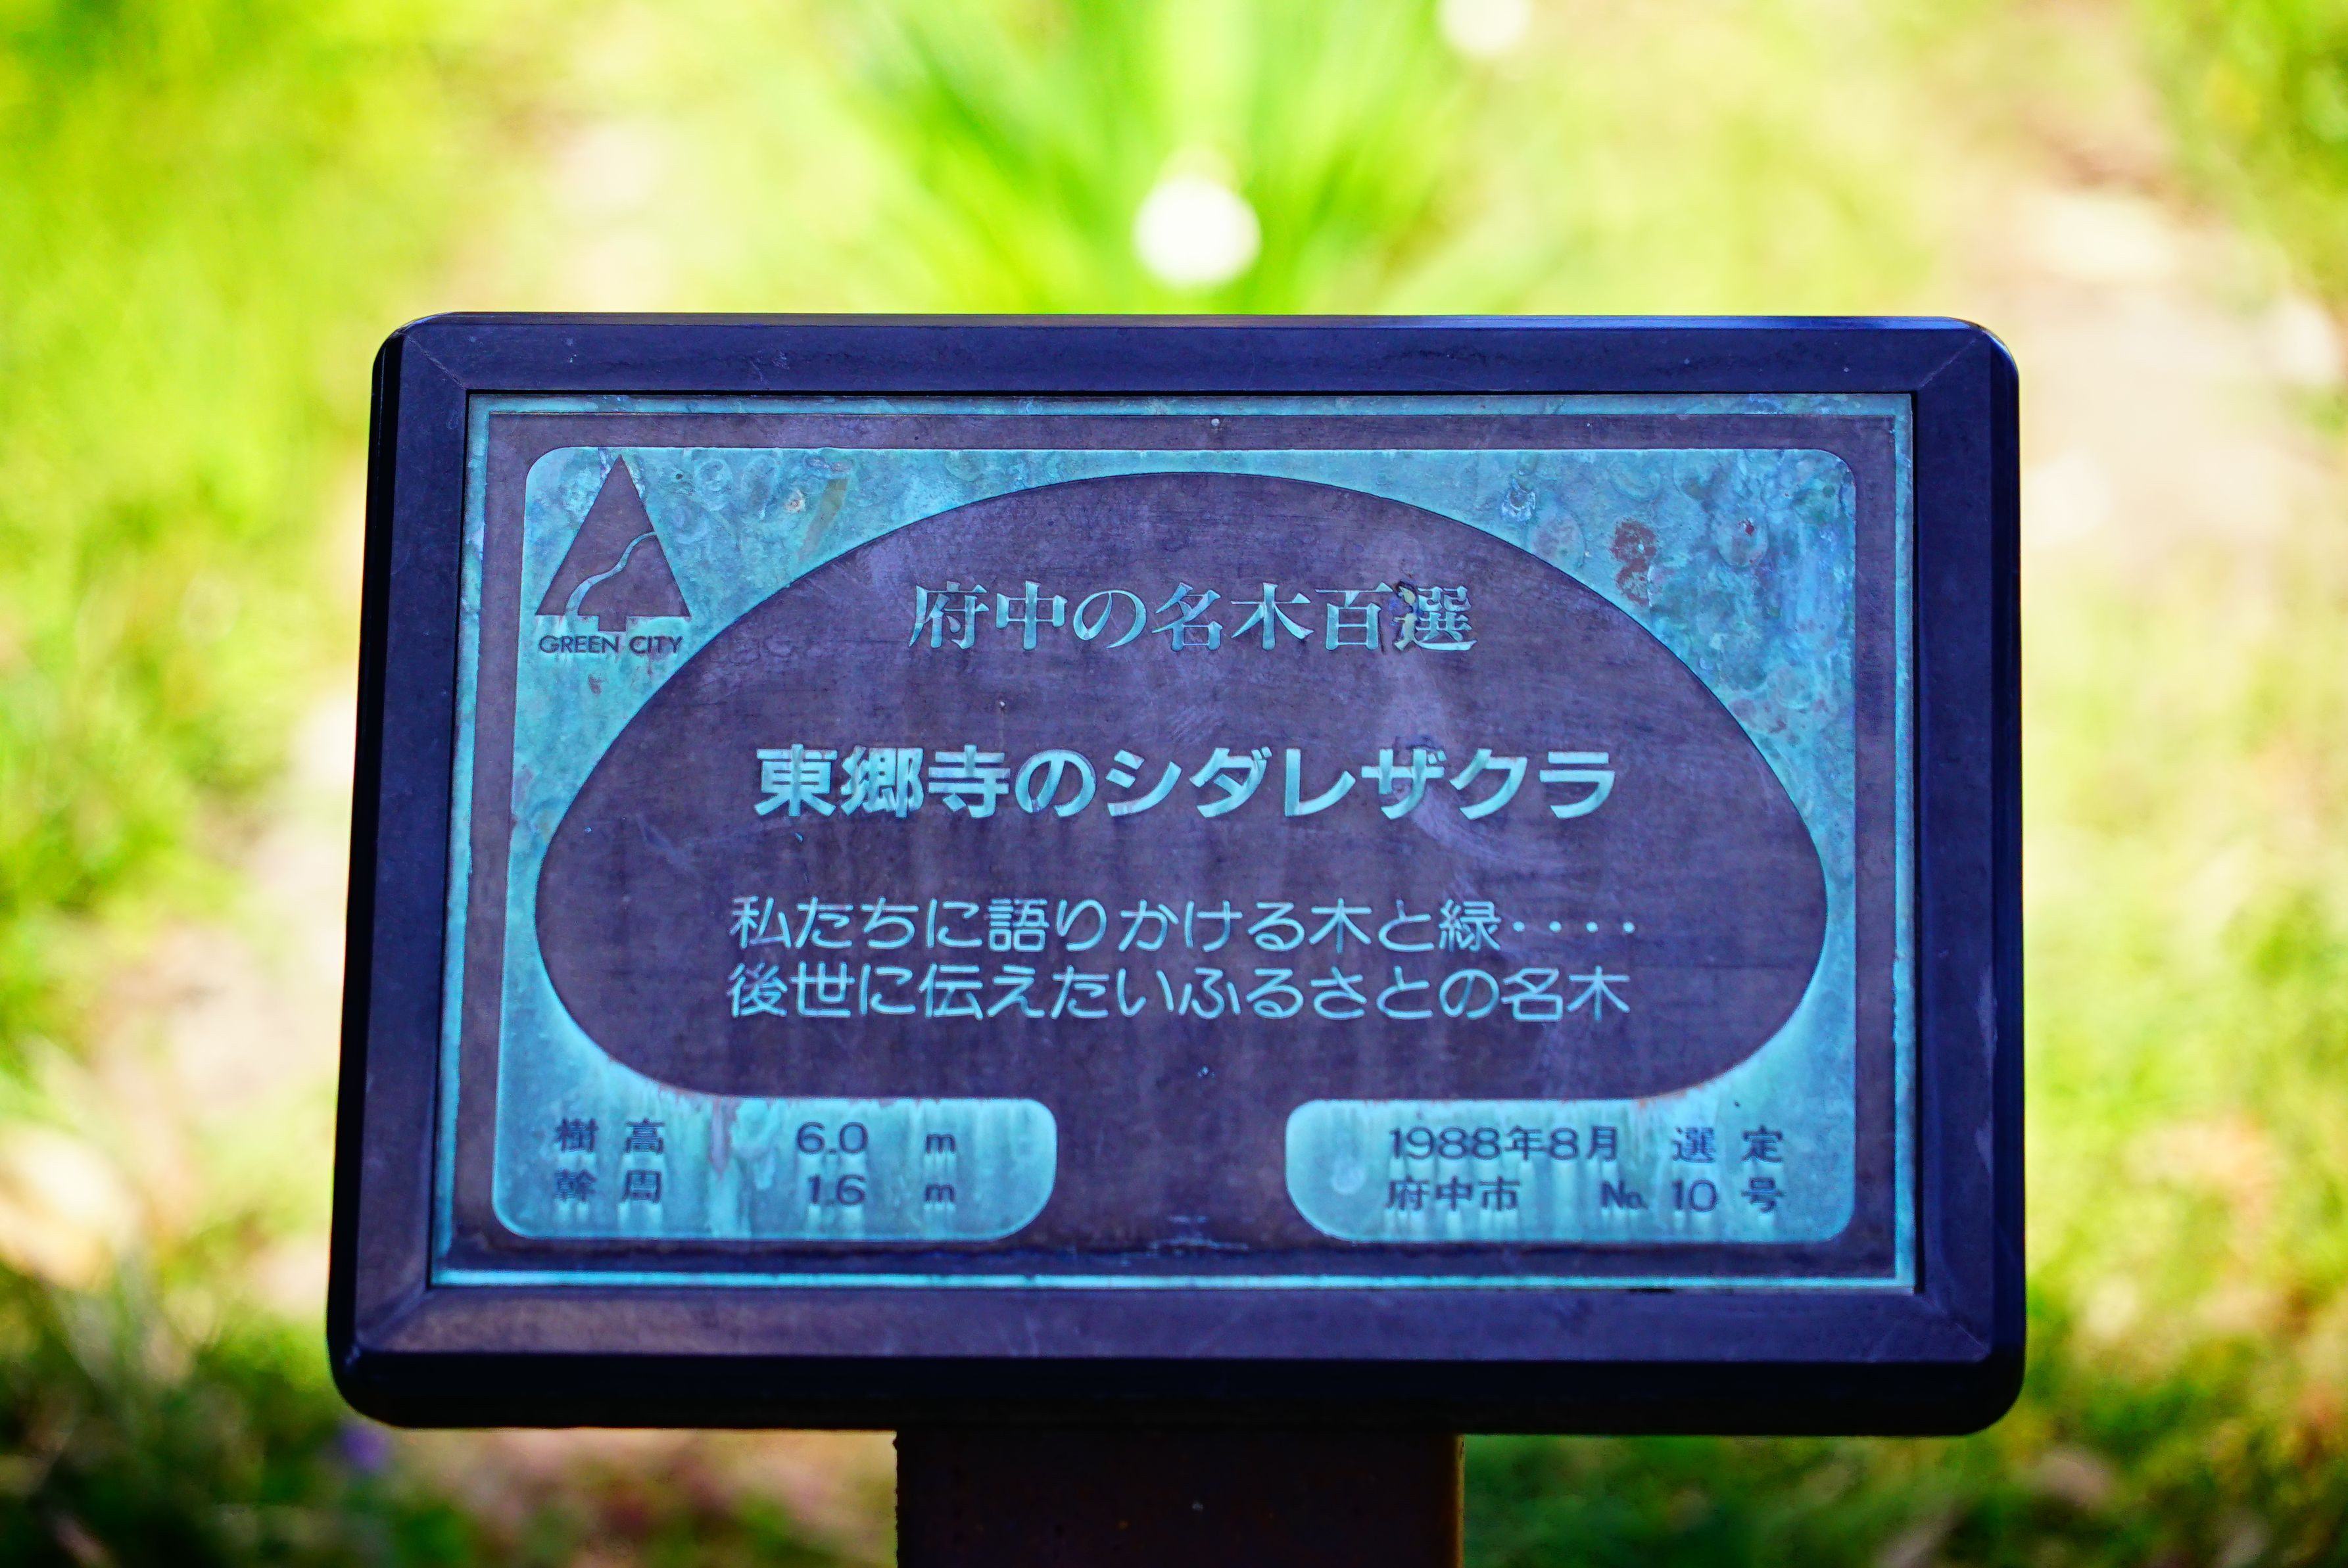 GREEN CITY
府中の名木百選
東郷寺のシダレザクラ
私たちに語りかける木と緑････
後世に伝えたいふるさとの名木
樹高 6.0 m
幹周 1.6 m
1988年8月 選定
府中市 No. 10 号